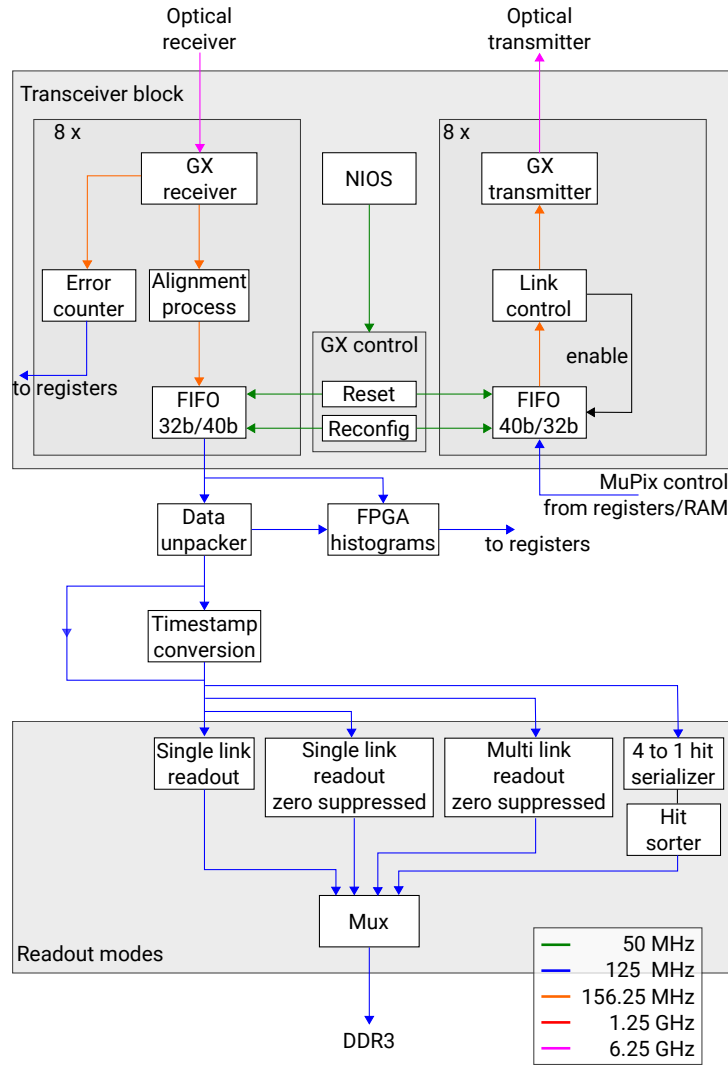 Optical
receiver
Optical
transmitter
Transceiver block
8 x
8 x
GX
receiver
NIOS
GX
transmitter
Error
counter
Alignment
process
Link
control
GX control
enable
to registers
FIFO
32b/40b
Reset
Reconfig
FIFO
40b/32b
MuPix control
from registers/RAM
Data
unpacker
FPGA
histograms
to registers
Timestamp
conversion
Single link
readout
Single link
readout
zero suppressed
Multi link
readout
zero suppressed
4 to 1 hit
serializer
Hit
sorter
Mux
Readout modes
DDR3
50 MHz
125 MHz
156.25 MHz
1.25 GHz
6.25 GHz